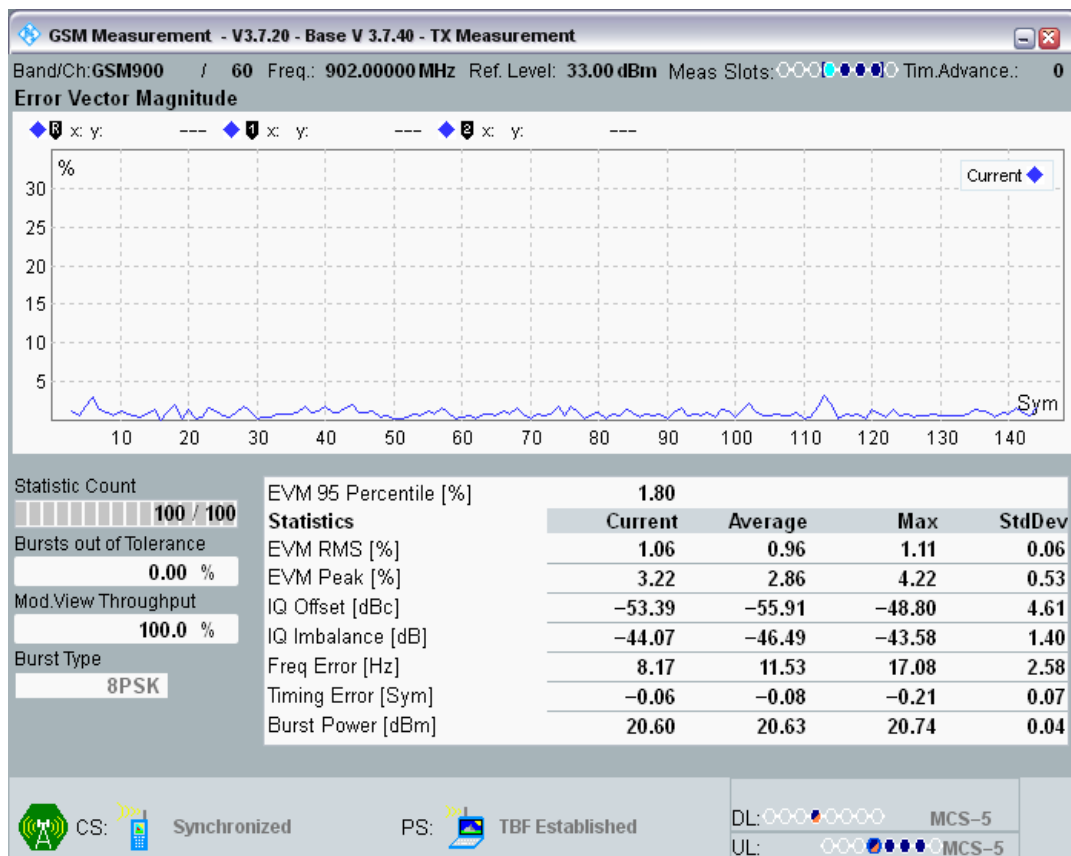 GSM Measurement - V3.7.20 - Base V 3.7.40 - TX Measurement
Band/Ch:GSM900 / 60 Freq.: 902.00000 MHz Ref. Level: 33.00 dBm Meas Slots: Tim.Advance.: 0
Error Vector Magnitude
R x: y: --- 1 x: y: --- 2 x: y: ---
%
Current
30
25
20
15
10
5
Sym
10 20 30 40 50 60 70 80 90 100 110 120 130 140
Statistic Count
100 / 100
Bursts out of Tolerance
0.00 %
Mod.View Throughput
100.0 %
Burst Type
8PSK
EVM 95 Percentile [%] 1.80
Statistics Current Average Max StdDev
EVM RMS [%] 1.06 0.96 1.11 0.06
EVM Peak [%] 3.22 2.86 4.22 0.53
IQ Offset [dBc] −53.39 −55.91 −48.80 4.61
IQ Imbalance [dB] −44.07 −46.49 −43.58 1.40
Freq Error [Hz] 8.17 11.53 17.08 2.58
Timing Error [Sym] −0.06 −0.08 −0.21 0.07
Burst Power [dBm] 20.60 20.63 20.74 0.04
CS: Synchronized PS: TBF Established
DL: MCS−5
UL: MCS−5